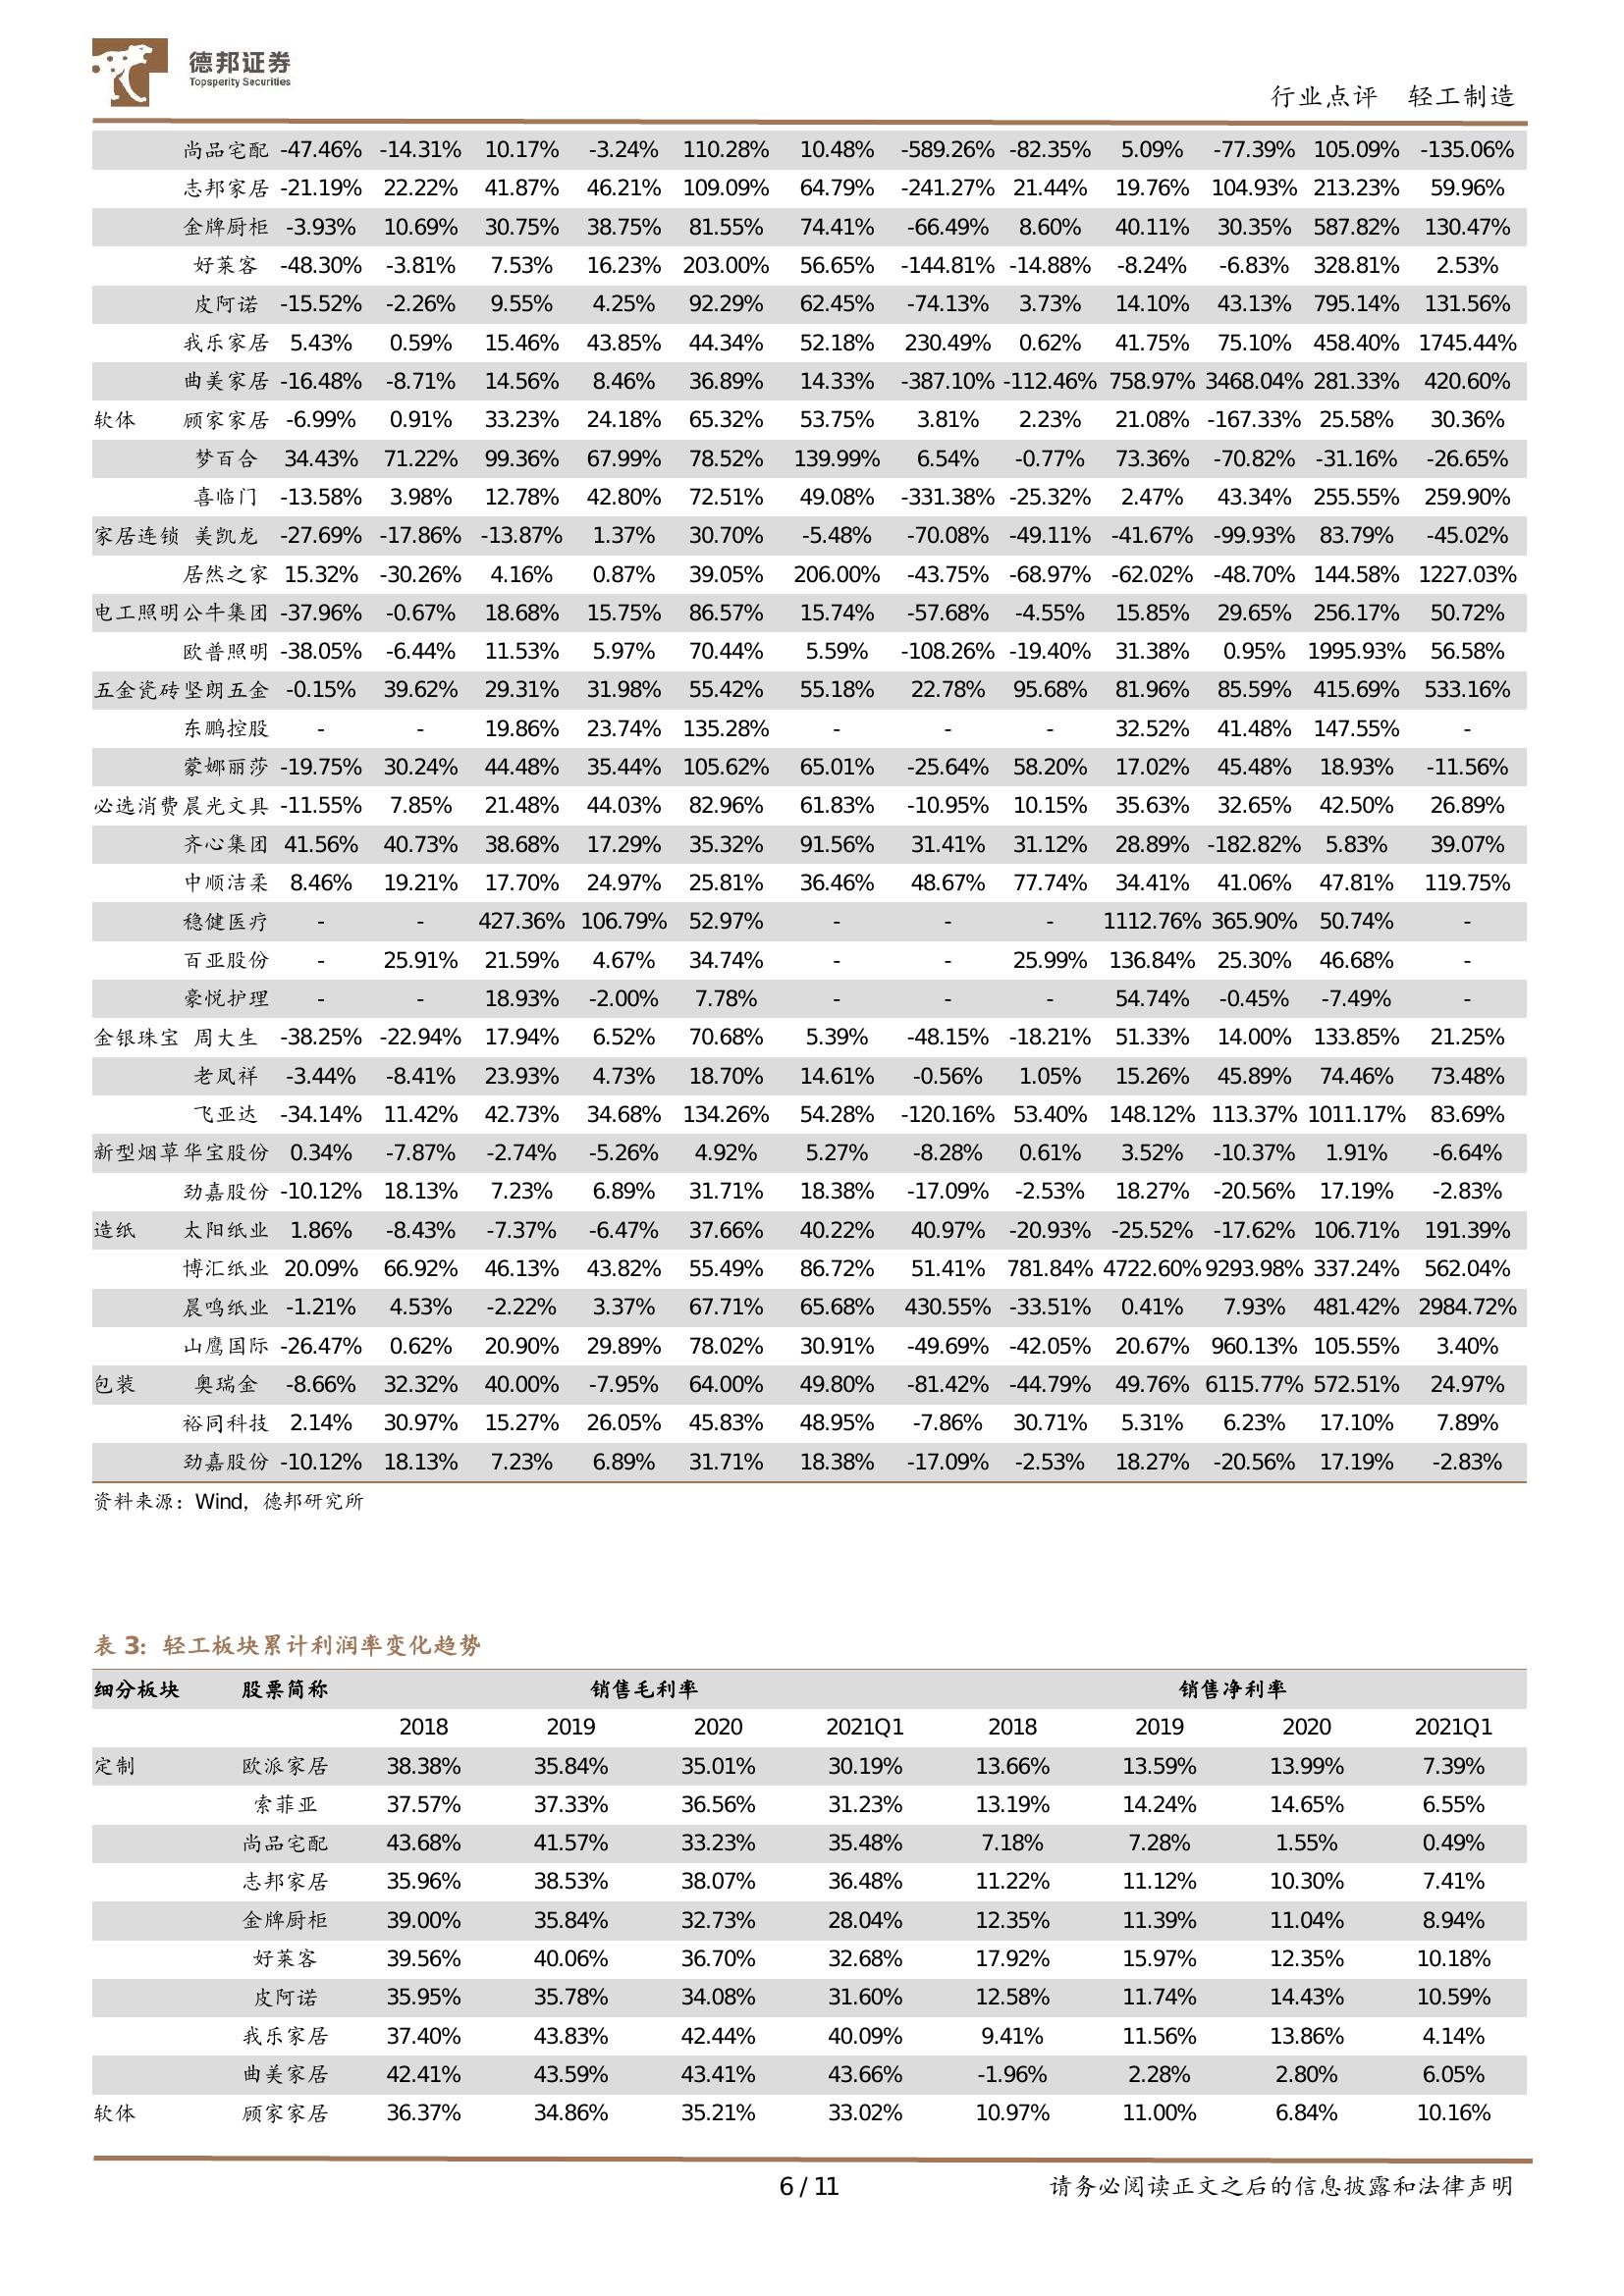 德邦证券
Topsperity Securities
行业点评 轻工制造
尚品宅配 -47.46% -14.31% 10.17% -3.24% 110.28% 10.48% -589.26% -82.35% 5.09% -77.39% 105.09% -135.06%
志邦家居 -21.19% 22.22% 41.87% 46.21% 109.09% 64.79% -241.27% 21.44% 19.76% 104.93% 213.23% 59.96%
金牌厨柜 -3.93% 10.69% 30.75% 38.75% 81.55% 74.41% -66.49% 8.60% 40.11% 30.35% 587.82% 130.47%
好莱客 -48.30% -3.81% 7.53% 16.23% 203.00% 56.65% -144.81% -14.88% -8.24% -6.83% 328.81% 2.53%
皮阿诺 -15.52% -2.26% 9.55% 4.25% 92.29% 62.45% -74.13% 3.73% 14.10% 43.13% 795.14% 131.56%
我乐家居 5.43% 0.59% 15.46% 43.85% 44.34% 52.18% 230.49% 0.62% 41.75% 75.10% 458.40% 1745.44%
曲美家居 -16.48% -8.71% 14.56% 8.46% 36.89% 14.33% -387.10% -112.46% 758.97% 3468.04% 281.33% 420.60%
软体 顾家家居 -6.99% 0.91% 33.23% 24.18% 65.32% 53.75% 3.81% 2.23% 21.08% -167.33% 25.58% 30.36%
梦百合 34.43% 71.22% 99.36% 67.99% 78.52% 139.99% 6.54% -0.77% 73.36% -70.82% -31.16% -26.65%
喜临门 -13.58% 3.98% 12.78% 42.80% 72.51% 49.08% -331.38% -25.32% 2.47% 43.34% 255.55% 259.90%
家居连锁 美凯龙 -27.69% -17.86% -13.87% 1.37% 30.70% -5.48% -70.08% -49.11% -41.67% -99.93% 83.79% -45.02%
居然之家 15.32% -30.26% 4.16% 0.87% 39.05% 206.00% -43.75% -68.97% -62.02% -48.70% 144.58% 1227.03%
电工照明 公牛集团 -37.96% -0.67% 18.68% 15.75% 86.57% 15.74% -57.68% -4.55% 15.85% 29.65% 256.17% 50.72%
欧普照明 -38.05% -6.44% 11.53% 5.97% 70.44% 5.59% -108.26% -19.40% 31.38% 0.95% 1995.93% 56.58%
五金瓷砖 坚朗五金 -0.15% 39.62% 29.31% 31.98% 55.42% 55.18% 22.78% 95.68% 81.96% 85.59% 415.69% 533.16%
东鹏控股 - - 19.86% 23.74% 135.28% - - - 32.52% 41.48% 147.55% -
蒙娜丽莎 -19.75% 30.24% 44.48% 35.44% 105.62% 65.01% -25.64% 58.20% 17.02% 45.48% 18.93% -11.56%
必选消费 晨光文具 -11.55% 7.85% 21.48% 44.03% 82.96% 61.83% -10.95% 10.15% 35.63% 32.65% 42.50% 26.89%
齐心集团 41.56% 40.73% 38.68% 17.29% 35.32% 91.56% 31.41% 31.12% 28.89% -182.82% 5.83% 39.07%
中顺洁柔 8.46% 19.21% 17.70% 24.97% 25.81% 36.46% 48.67% 77.74% 34.41% 41.06% 47.81% 119.75%
稳健医疗 - - 427.36% 106.79% 52.97% - - - 1112.76% 365.90% 50.74% -
百亚股份 - 25.91% 21.59% 4.67% 34.74% - - 25.99% 136.84% 25.30% 46.68% -
豪悦护理 - - 18.93% -2.00% 7.78% - - - 54.74% -0.45% -7.49% -
金银珠宝 周大生 -38.25% -22.94% 17.94% 6.52% 70.68% 5.39% -48.15% -18.21% 51.33% 14.00% 133.85% 21.25%
老凤祥 -3.44% -8.41% 23.93% 4.73% 18.70% 14.61% -0.56% 1.05% 15.26% 45.89% 74.46% 73.48%
飞亚达 -34.14% 11.42% 42.73% 34.68% 134.26% 54.28% -120.16% 53.40% 148.12% 113.37% 1011.17% 83.69%
新型烟草 华宝股份 0.34% -7.87% -2.74% -5.26% 4.92% 5.27% -8.28% 0.61% 3.52% -10.37% 1.91% -6.64%
劲嘉股份 -10.12% 18.13% 7.23% 6.89% 31.71% 18.38% -17.09% -2.53% 18.27% -20.56% 17.19% -2.83%
造纸 太阳纸业 1.86% -8.43% -7.37% -6.47% 37.66% 40.22% 40.97% -20.93% -25.52% -17.62% 106.71% 191.39%
博汇纸业 20.09% 66.92% 46.13% 43.82% 55.49% 86.72% 51.41% 781.84% 4722.60% 9293.98% 337.24% 562.04%
晨鸣纸业 -1.21% 4.53% -2.22% 3.37% 67.71% 65.68% 430.55% -33.51% 0.41% 7.93% 481.42% 2984.72%
山鹰国际 -26.47% 0.62% 20.90% 29.89% 78.02% 30.91% -49.69% -42.05% 20.67% 960.13% 105.55% 3.40%
包装 奥瑞金 -8.66% 32.32% 40.00% -7.95% 64.00% 49.80% -81.42% -44.79% 49.76% 6115.77% 572.51% 24.97%
裕同科技 2.14% 30.97% 15.27% 26.05% 45.83% 48.95% -7.86% 30.71% 5.31% 6.23% 17.10% 7.89%
劲嘉股份 -10.12% 18.13% 7.23% 6.89% 31.71% 18.38% -17.09% -2.53% 18.27% -20.56% 17.19% -2.83%
资料来源：Wind，德邦研究所
表 3：轻工板块累计利润率变化趋势
细分板块 股票简称 销售毛利率 销售净利率
2018 2019 2020 2021Q1 2018 2019 2020 2021Q1
定制 欧派家居 38.38% 35.84% 35.01% 30.19% 13.66% 13.59% 13.99% 7.39%
索菲亚 37.57% 37.33% 36.56% 31.23% 13.19% 14.24% 14.65% 6.55%
尚品宅配 43.68% 41.57% 33.23% 35.48% 7.18% 7.28% 1.55% 0.49%
志邦家居 35.96% 38.53% 38.07% 36.48% 11.22% 11.12% 10.30% 7.41%
金牌厨柜 39.00% 35.84% 32.73% 28.04% 12.35% 11.39% 11.04% 8.94%
好莱客 39.56% 40.06% 36.70% 32.68% 17.92% 15.97% 12.35% 10.18%
皮阿诺 35.95% 35.78% 34.08% 31.60% 12.58% 11.74% 14.43% 10.59%
我乐家居 37.40% 43.83% 42.44% 40.09% 9.41% 11.56% 13.86% 4.14%
曲美家居 42.41% 43.59% 43.41% 43.66% -1.96% 2.28% 2.80% 6.05%
软体 顾家家居 36.37% 34.86% 35.21% 33.02% 10.97% 11.00% 6.84% 10.16%
6 / 11 请务必阅读正文之后的信息披露和法律声明